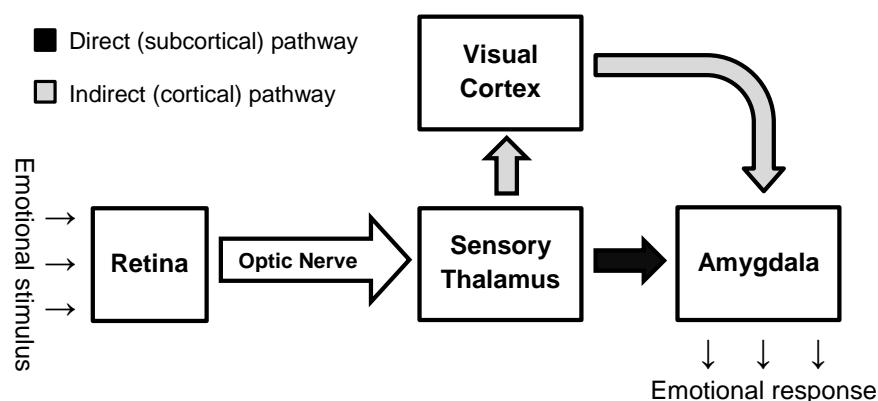 Direct (subcortical) pathway
Indirect (cortical) pathway
Visual
Cortex
Emotional stimulus
→
→
→
Retina
Optic Nerve
Sensory
Thalamus
Amygdala
↓ ↓ ↓
Emotional response